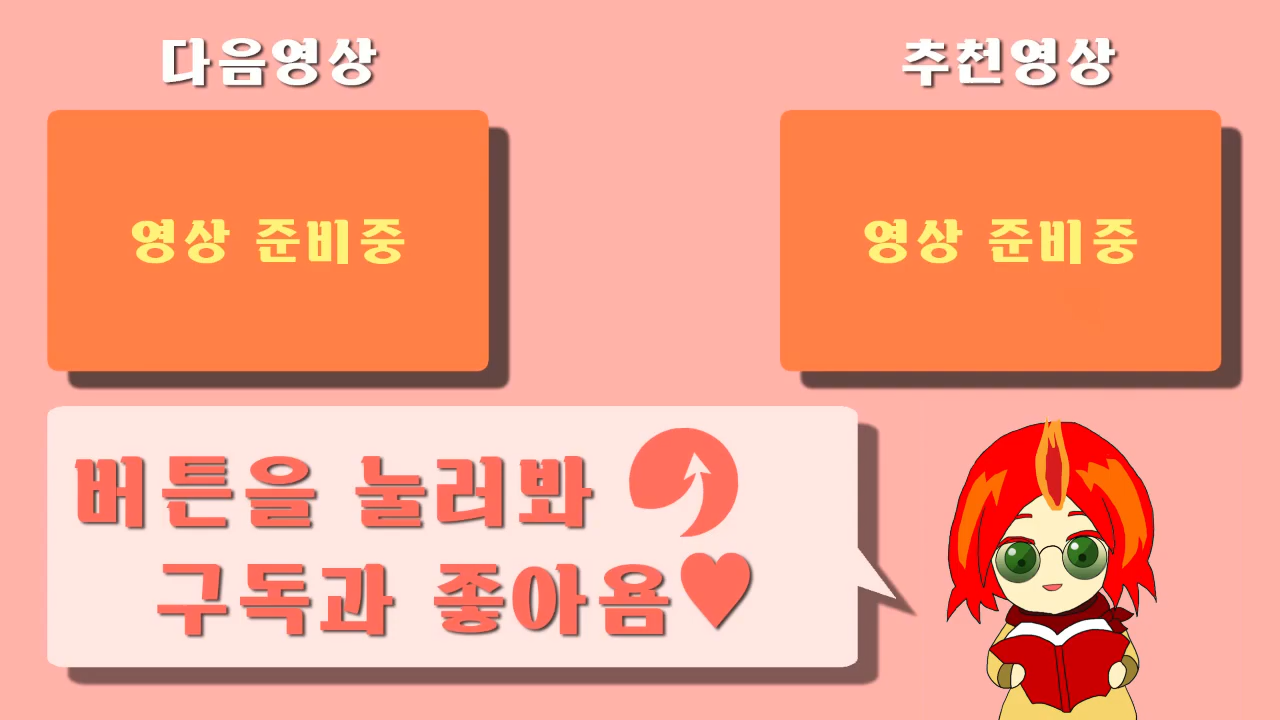 다음영상
추천영상
영상 준비중
영상 준비중
버튼을 눌러봐
구독과 좋아욤♥